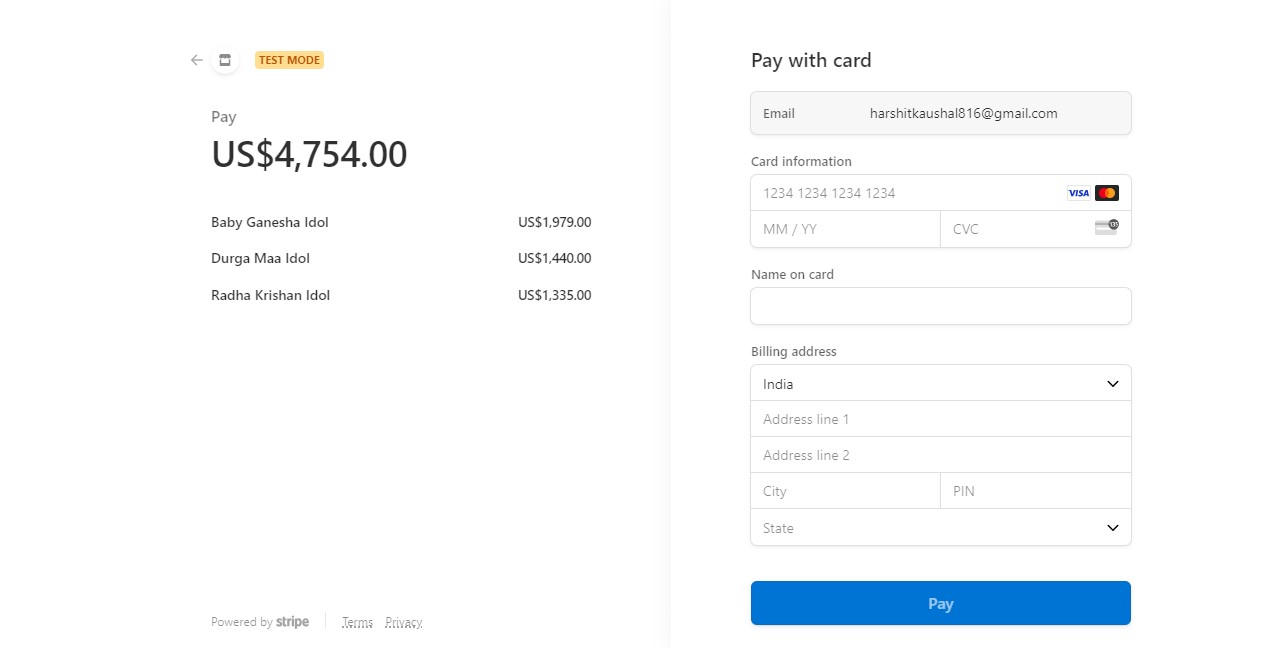 TEST MODE
Pay
US$4,754.00
Baby Ganesha Idol US$1,979.00
Durga Maa Idol US$1,440.00
Radha Krishan Idol US$1,335.00
Powered by stripe Terms Privacy
Pay with card
Email harshitkaushal816@gmail.com
Card information
1234 1234 1234 1234 VISA
MM / YY CVC 135
Name on card
Billing address
India
Address line 1
Address line 2
City PIN
State
Pay